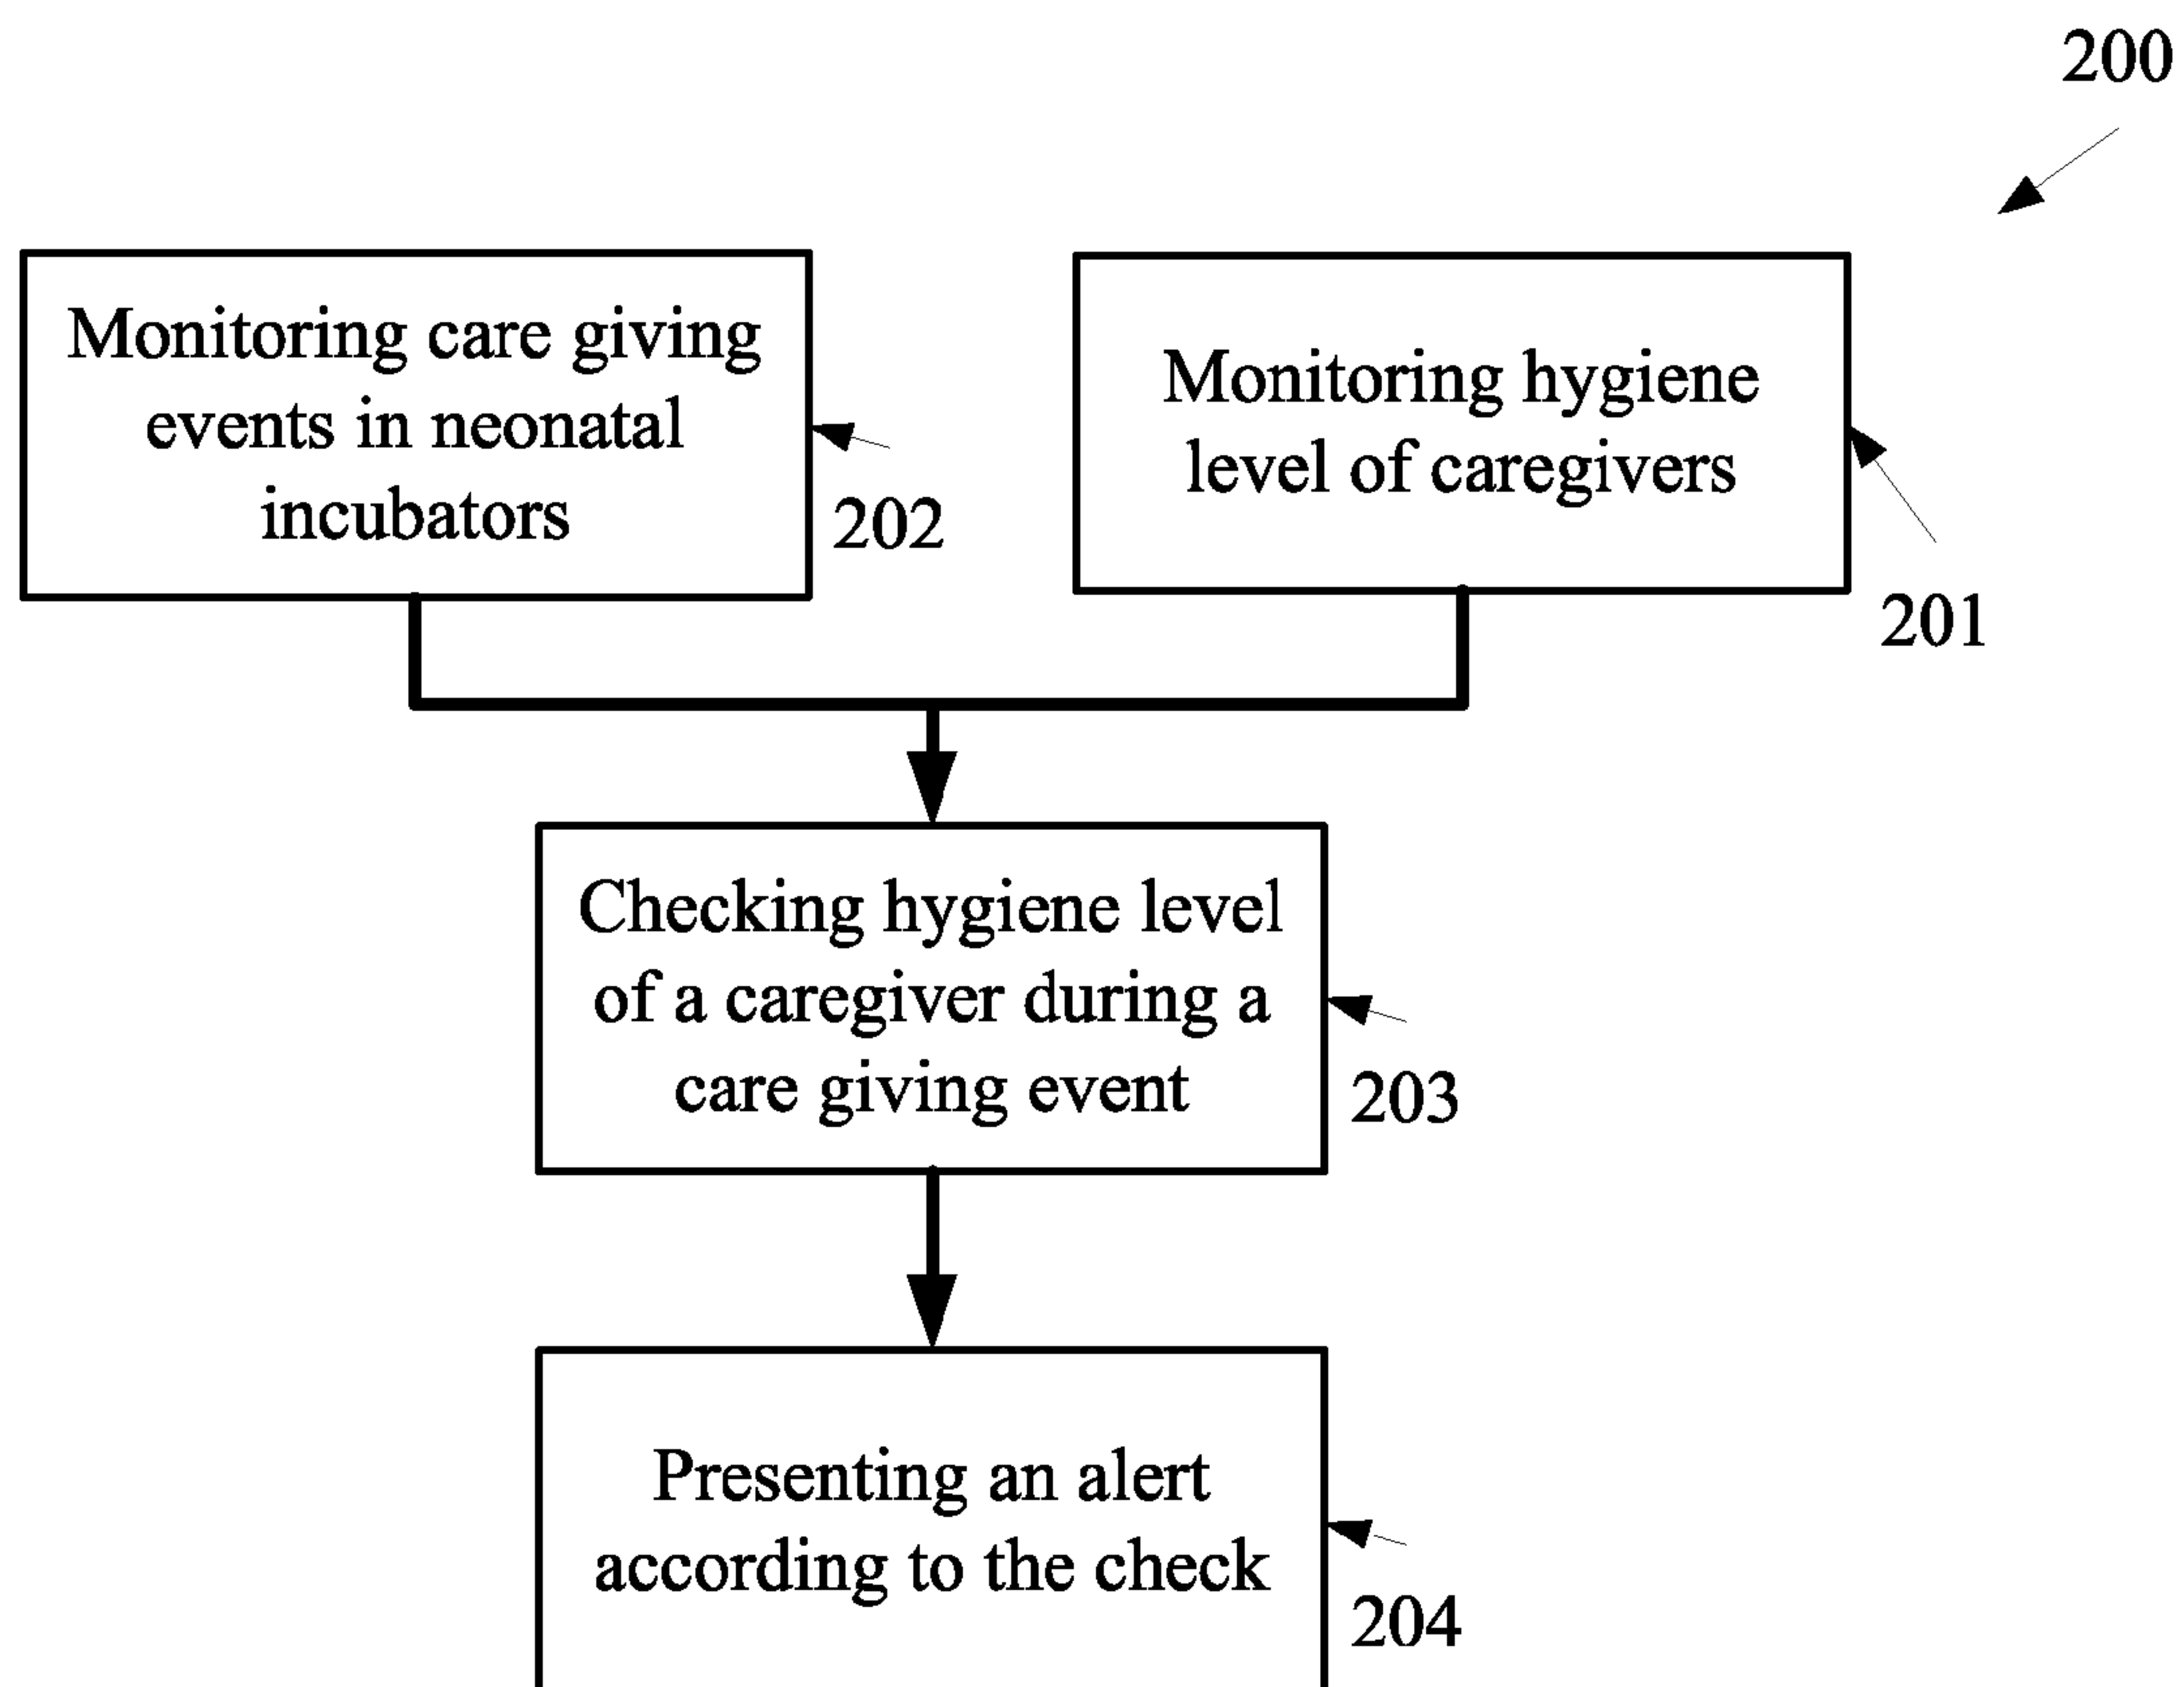 200
Monitoring care giving
events in neonatal
incubators
202
Monitoring hygiene
level of caregivers
201
Checking hygiene level
of a caregiver during a
care giving event
203
Presenting an alert
according to the check
204